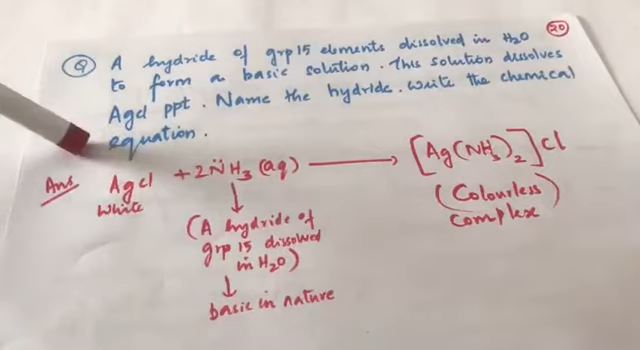 20
Q A hydride of grp 15 elements dissolved in H₂O
to form a basic solution. This solution dissolves
Agcl ppt. Name the hydride. write the chemical
equation.
Ans Agcl + 2N̈H₃ (aq) ⟶ [Ag(NH₃)₂]Cl
white
(Colourless)
complex
(A hydride of
grp 15 dissolved
in H₂O)
↓
basic in nature